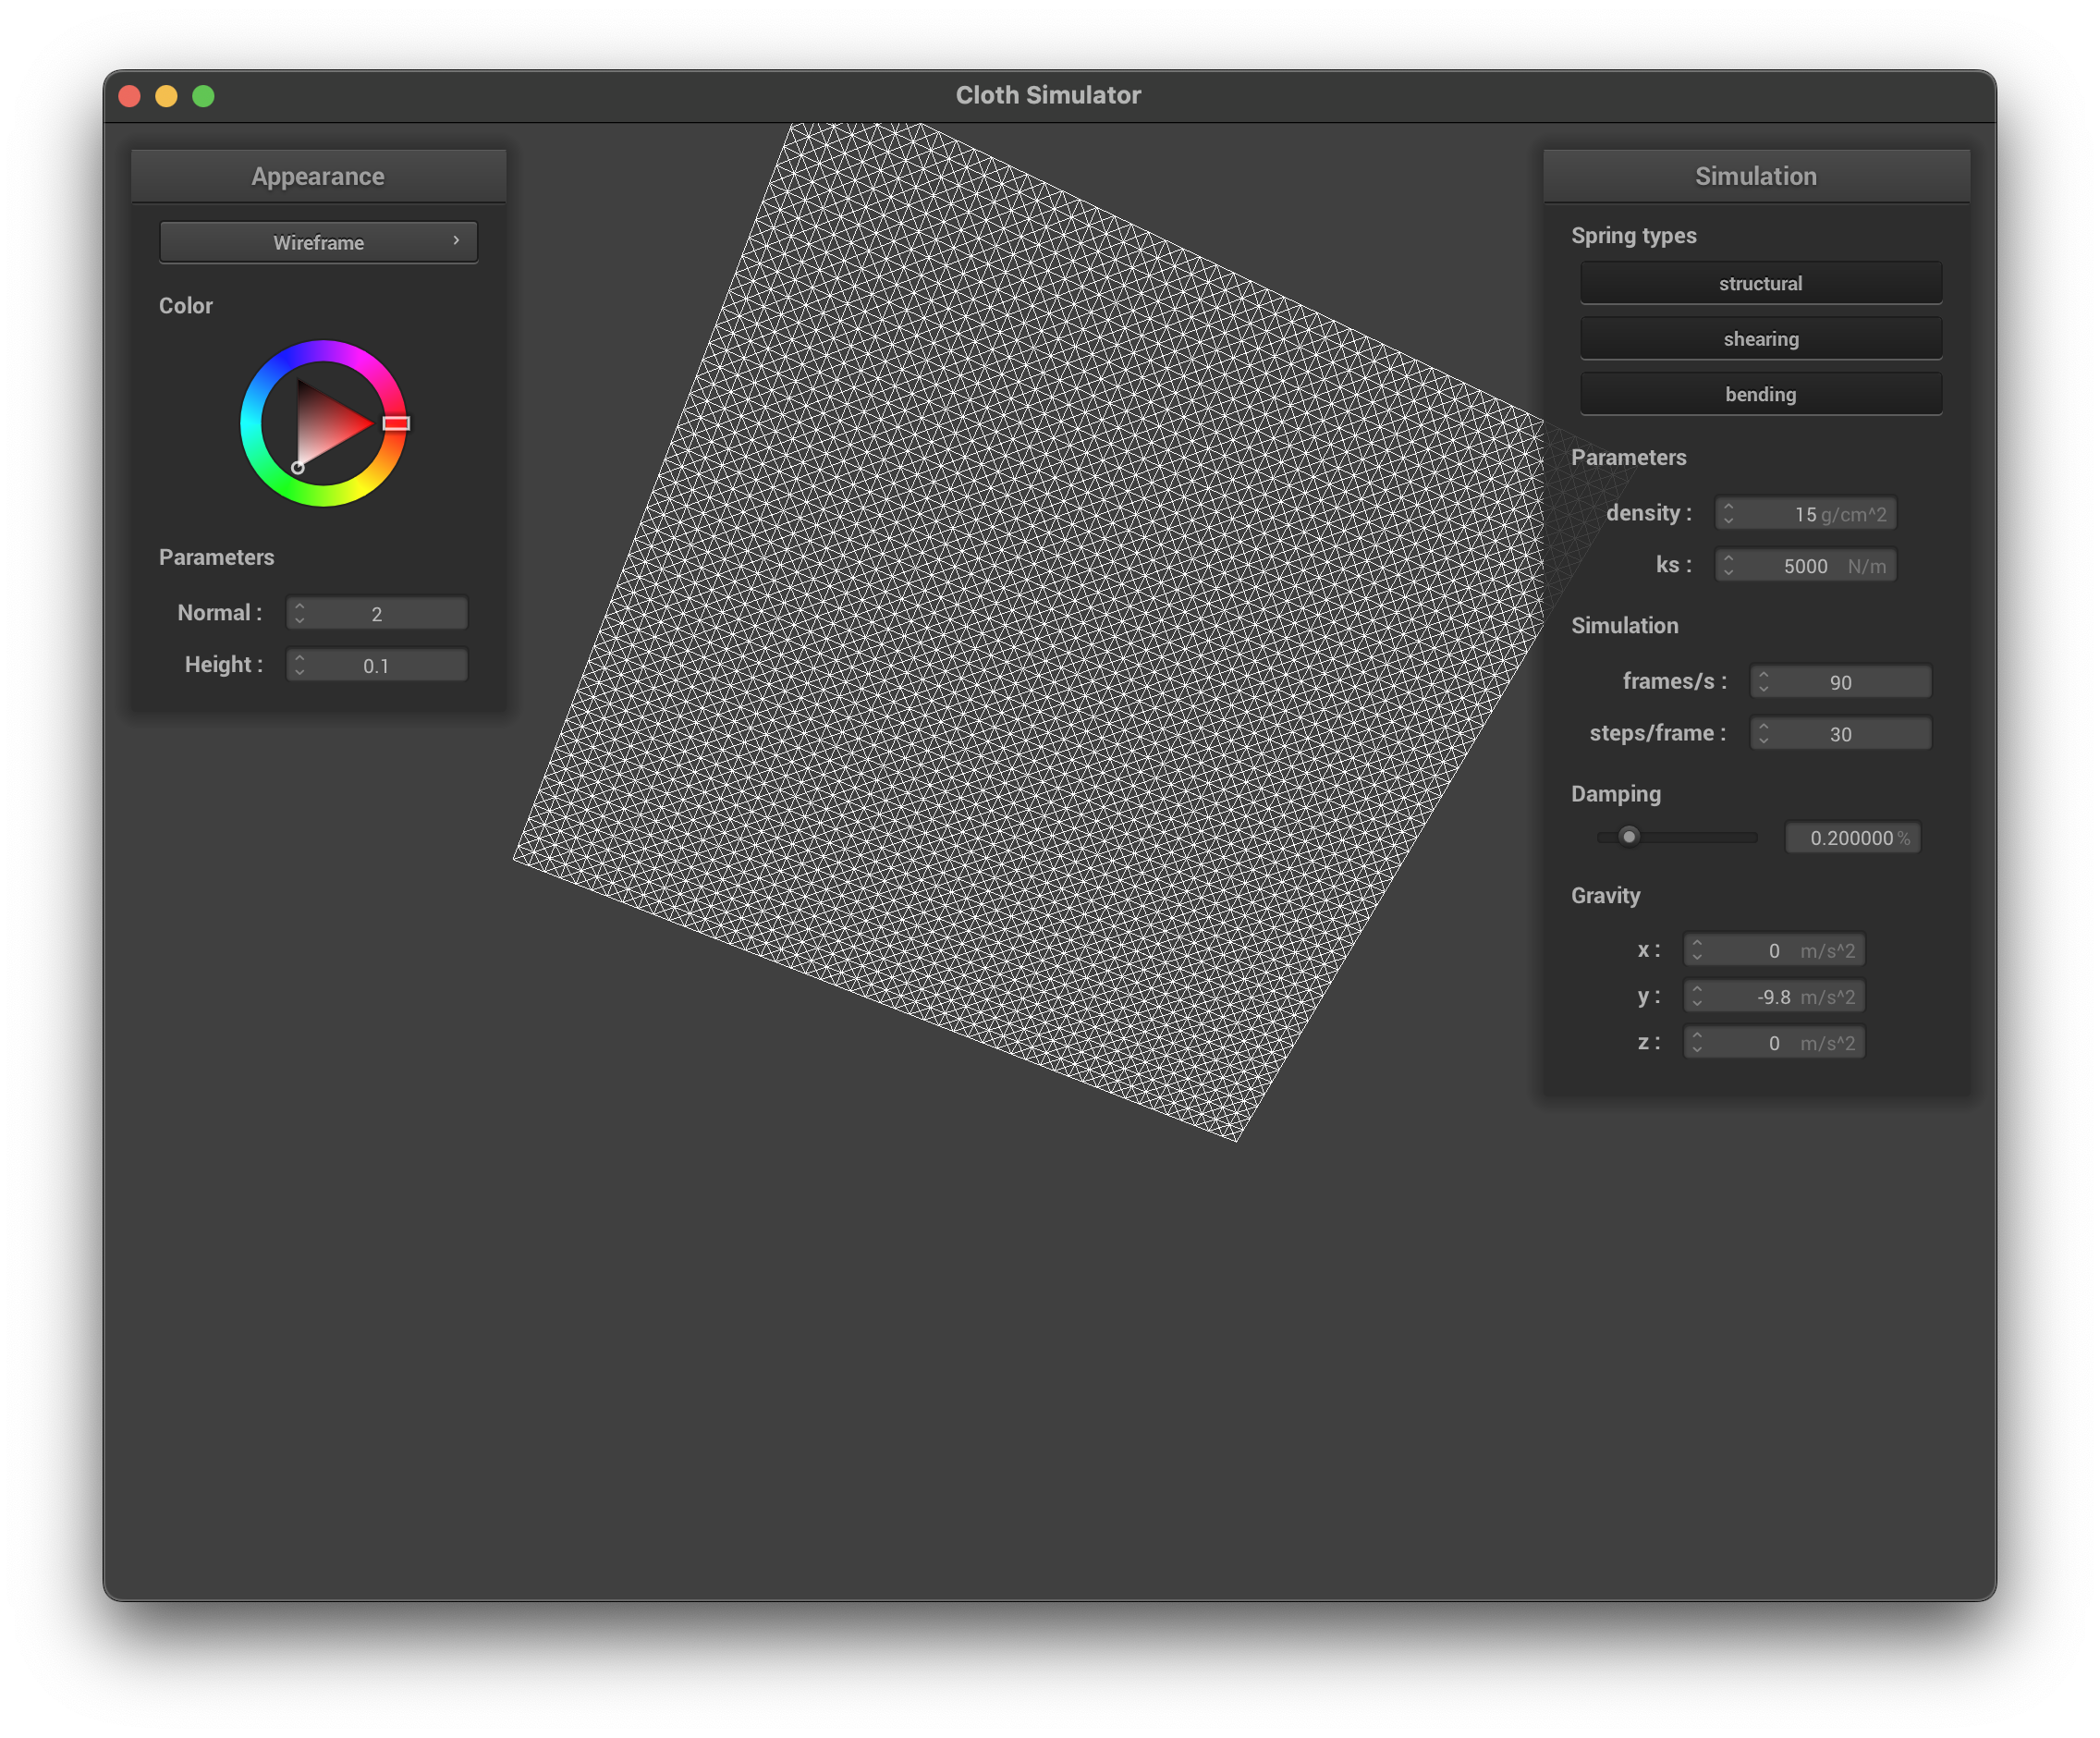 Cloth Simulator
Appearance
Wireframe
Color
Parameters
Normal : 2
Height : 0.1
Simulation
Spring types
structural
shearing
bending
Parameters
density : 15 g/cm^2
ks : 5000 N/m
Simulation
frames/s : 90
steps/frame : 30
Damping
0.200000 %
Gravity
x : 0 m/s^2
y : -9.8 m/s^2
z : 0 m/s^2